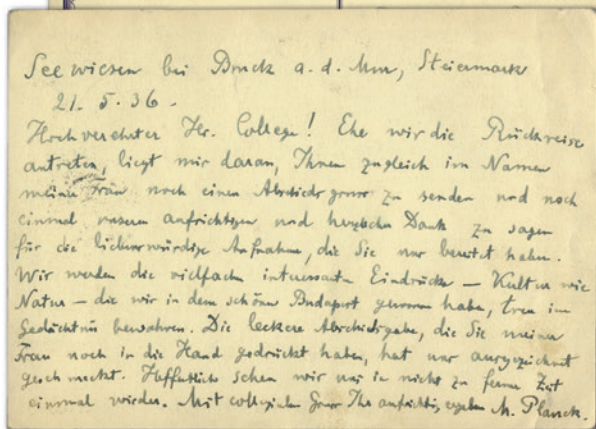 Seewiesen bei Bruck a. d. Mur, Steiermark
21. 5. 36.
Hochverehrter Hr. College! Ehe wir die Rückreise
antreten, liegt mir daran, Ihnen zugleich im Namen
meiner Frau noch einen Abschiedsgruss zu senden und noch
einmal unseren aufrichtigen und herzlichen Dank zu sagen
für die liebenswürdige Aufnahme, die Sie uns bereitet haben.
Wir werden die vielfachen interessanten Eindrücke — Kultur wie
Natur — die wir in dem schönen Budapest gewonnen haben, treu im
Gedächtnis bewahren. Die leckere Abschiedsgabe, die Sie meiner
Frau noch in die Hand gedrückt haben, hat uns ausgezeichnet
geschmeckt. Hoffentlich sehen wir uns in nicht zu ferner Zeit
einmal wieder. Mit collegialem Gruss Ihr aufrichtig ergebener M. Planck.